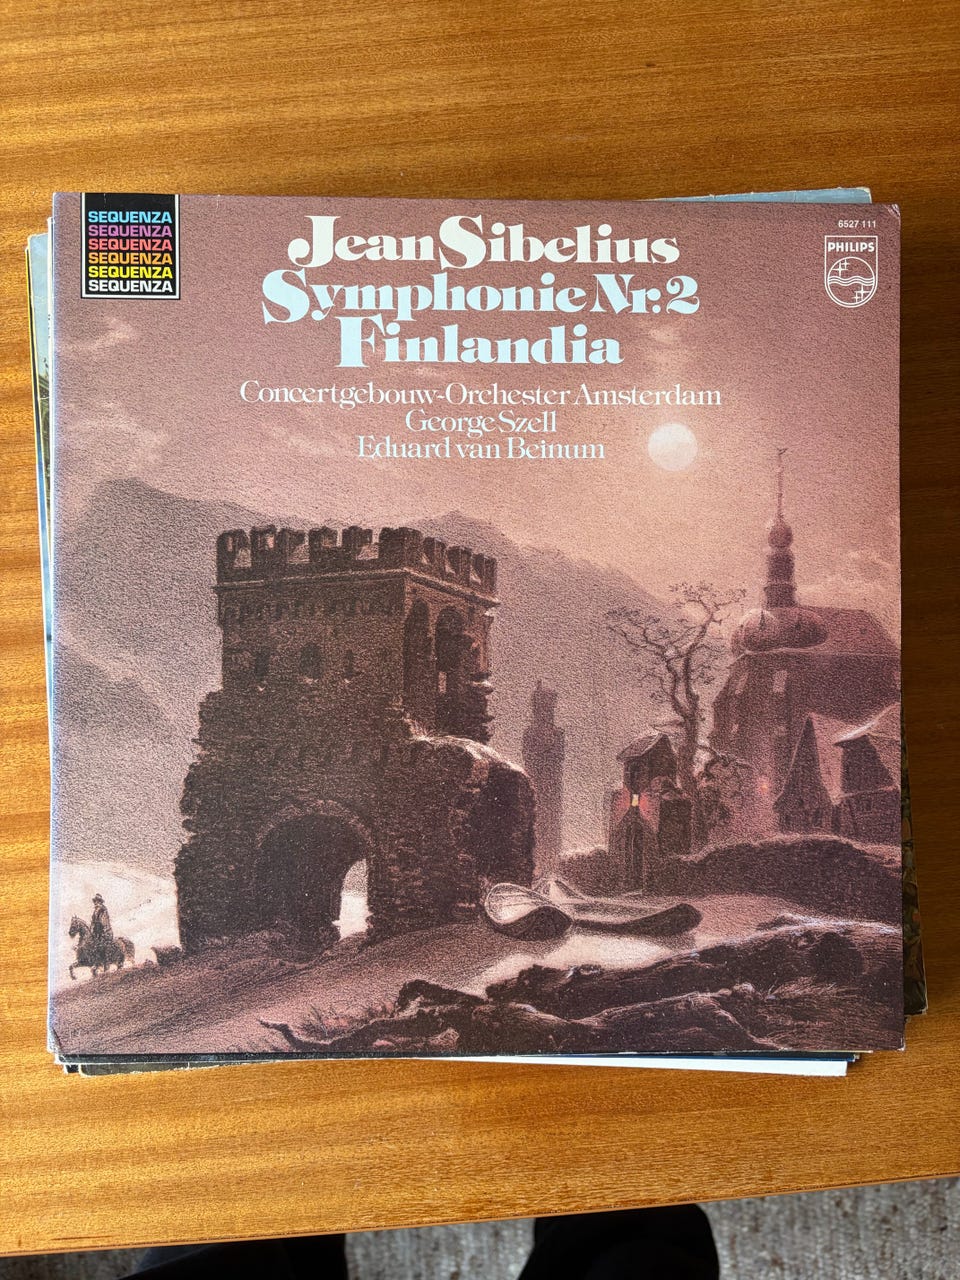 SEQUENZA
SEQUENZA
SEQUENZA
SEQUENZA
SEQUENZA
SEQUENZA
Jean Sibelius
Symphonie Nr. 2
Finlandia
Concertgebouw-Orchester Amsterdam
George Szell
Eduard van Beinum
6527 111
PHILIPS